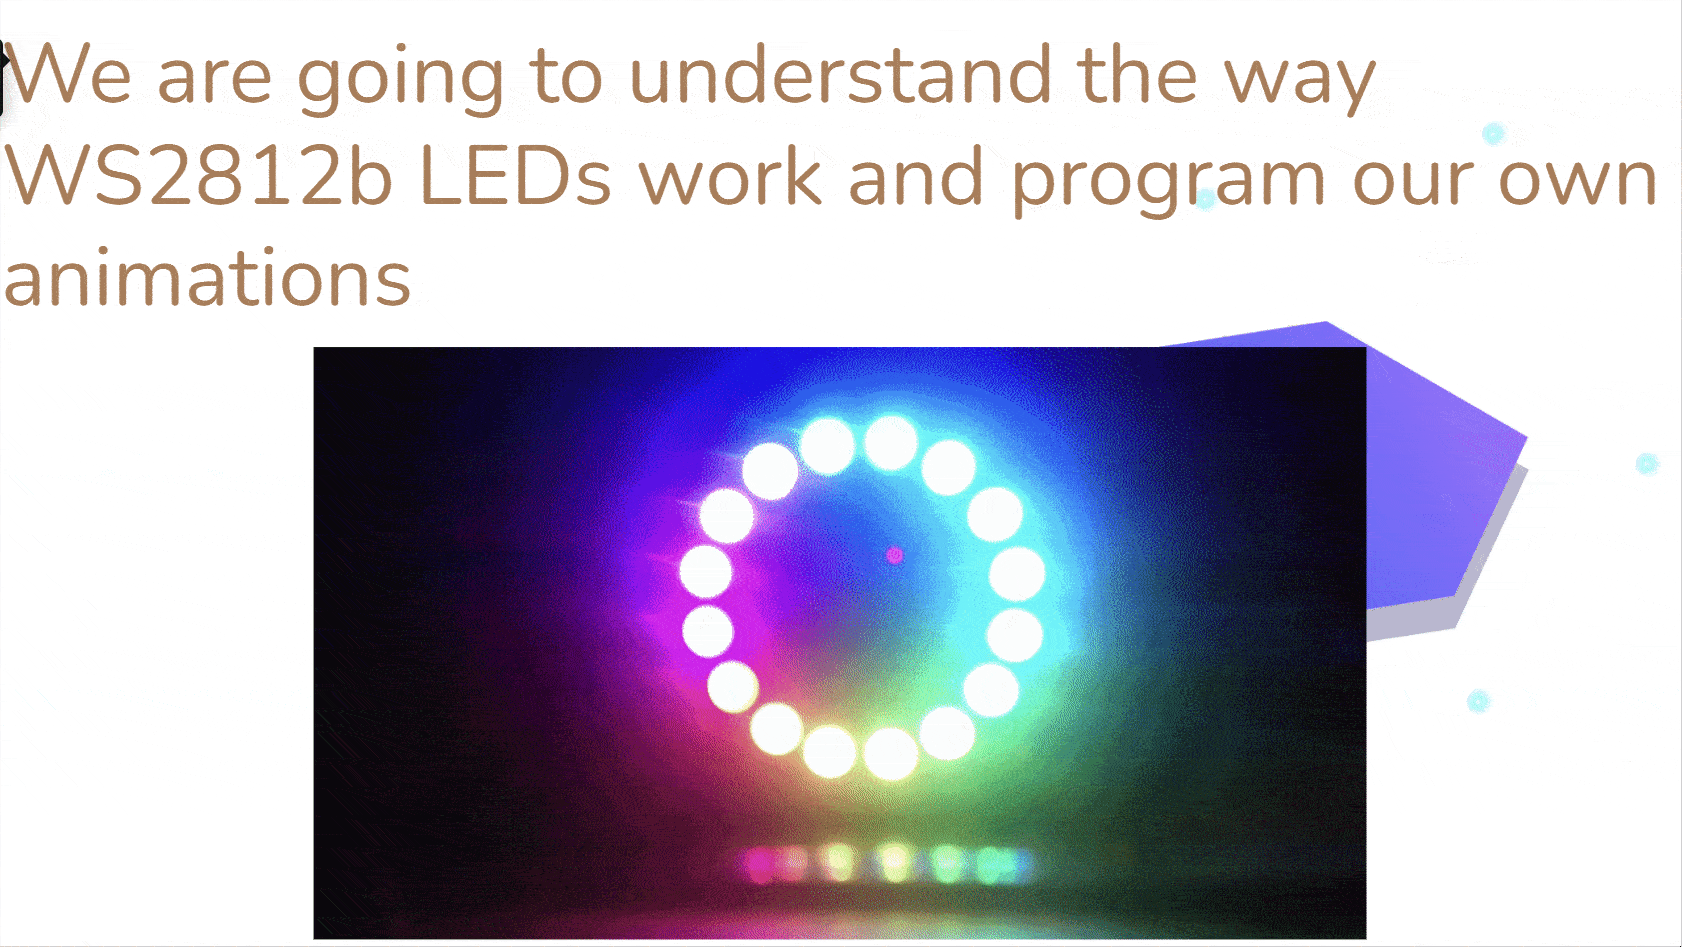 We are going to understand the way
WS2812b LEDs work and program our own
animations